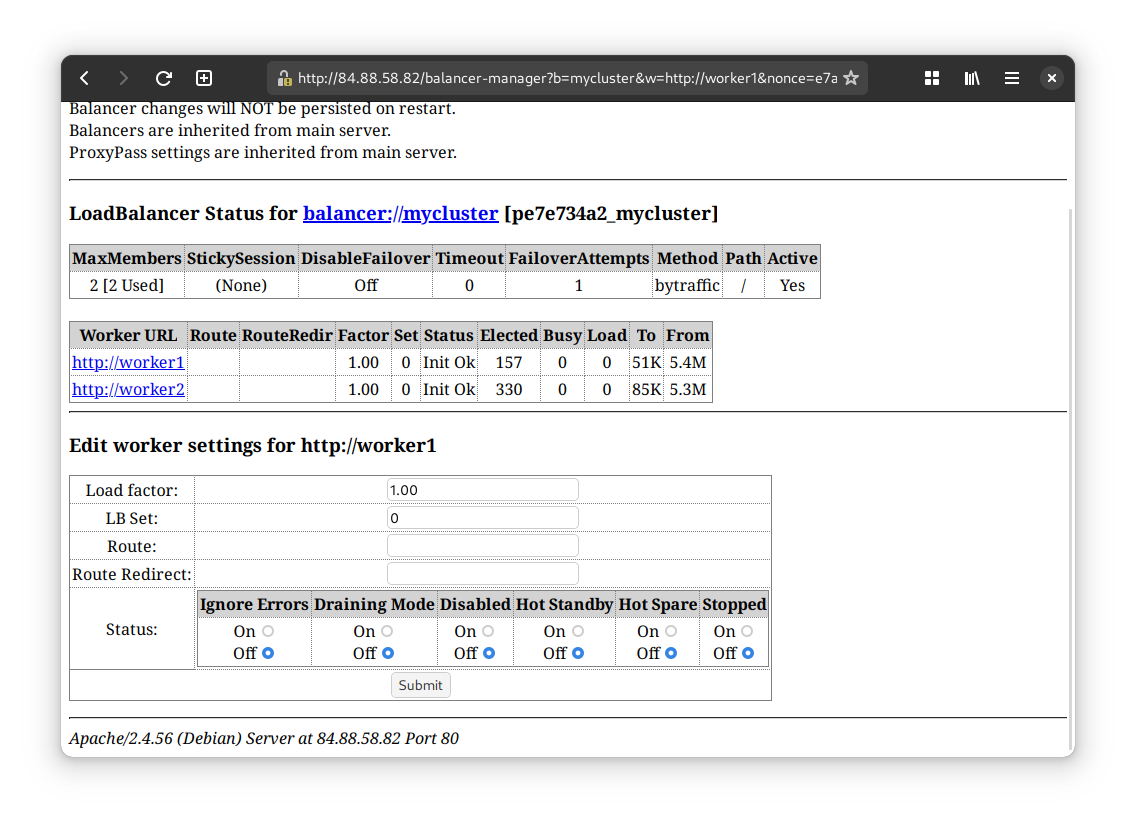 http://84.88.58.82/balancer-manager?b=mycluster&w=http://worker1&nonce=e7a
Balancer changes will NOT be persisted on restart.
Balancers are inherited from main server.
ProxyPass settings are inherited from main server.
LoadBalancer Status for balancer://mycluster [pe7e734a2_mycluster]
MaxMembers StickySession DisableFailover Timeout FailoverAttempts Method Path Active
2 [2 Used] (None) Off 0 1 bytraffic / Yes
Worker URL Route RouteRedir Factor Set Status Elected Busy Load To From
http://worker1 1.00 0 Init Ok 157 0 0 51K 5.4M
http://worker2 1.00 0 Init Ok 330 0 0 85K 5.3M
Edit worker settings for http://worker1
Load factor: 1.00
LB Set: 0
Route:
Route Redirect:
Status:
Ignore Errors Draining Mode Disabled Hot Standby Hot Spare Stopped
On On On On On On
Off Off Off Off Off Off
Submit
Apache/2.4.56 (Debian) Server at 84.88.58.82 Port 80